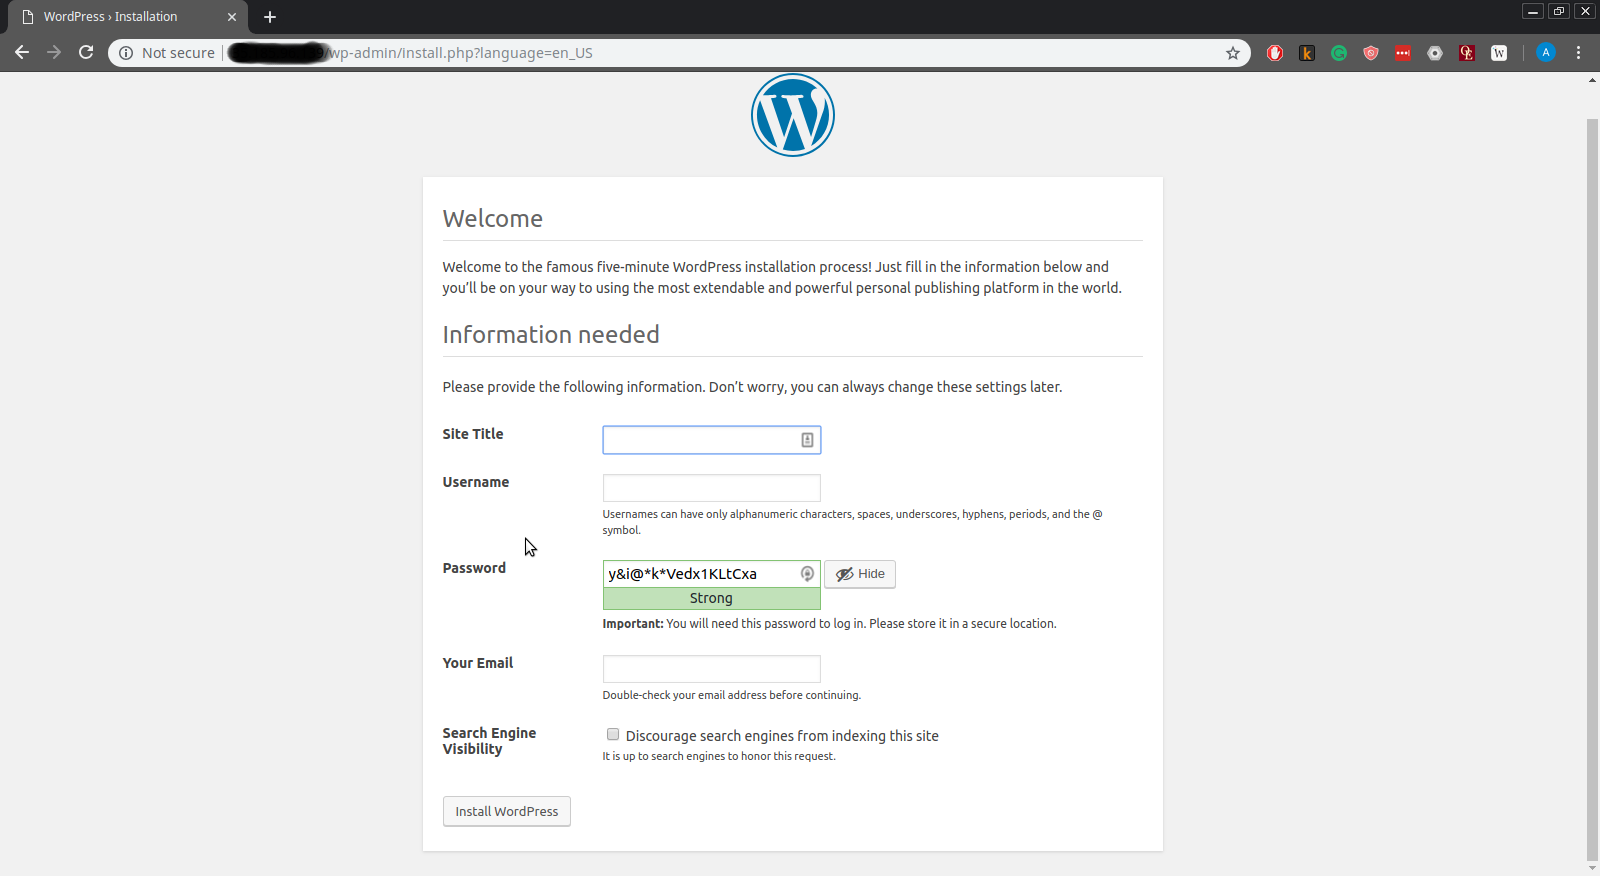 WordPress › Installation
Not secure /wp-admin/install.php?language=en_US
k
OE
W
A
W
Welcome
Welcome to the famous five-minute WordPress installation process! Just fill in the information below and
you’ll be on your way to using the most extendable and powerful personal publishing platform in the world.
Information needed
Please provide the following information. Don’t worry, you can always change these settings later.
Site Title
Username
Usernames can have only alphanumeric characters, spaces, underscores, hyphens, periods, and the @
symbol.
Password
y&i@*k*Vedx1KLtCxa
Hide
Strong
Important: You will need this password to log in. Please store it in a secure location.
Your Email
Double-check your email address before continuing.
Search Engine
Visibility
Discourage search engines from indexing this site
It is up to search engines to honor this request.
Install WordPress